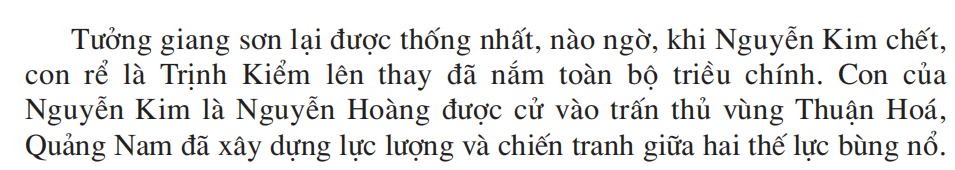 Tưởng giang sơn lại được thống nhất, nào ngờ, khi Nguyễn Kim chết,
con rể là Trịnh Kiểm lên thay đã nắm toàn bộ triều chính. Con của
Nguyễn Kim là Nguyễn Hoàng được cử vào trấn thủ vùng Thuận Hoá,
Quảng Nam đã xây dựng lực lượng và chiến tranh giữa hai thế lực bùng nổ.